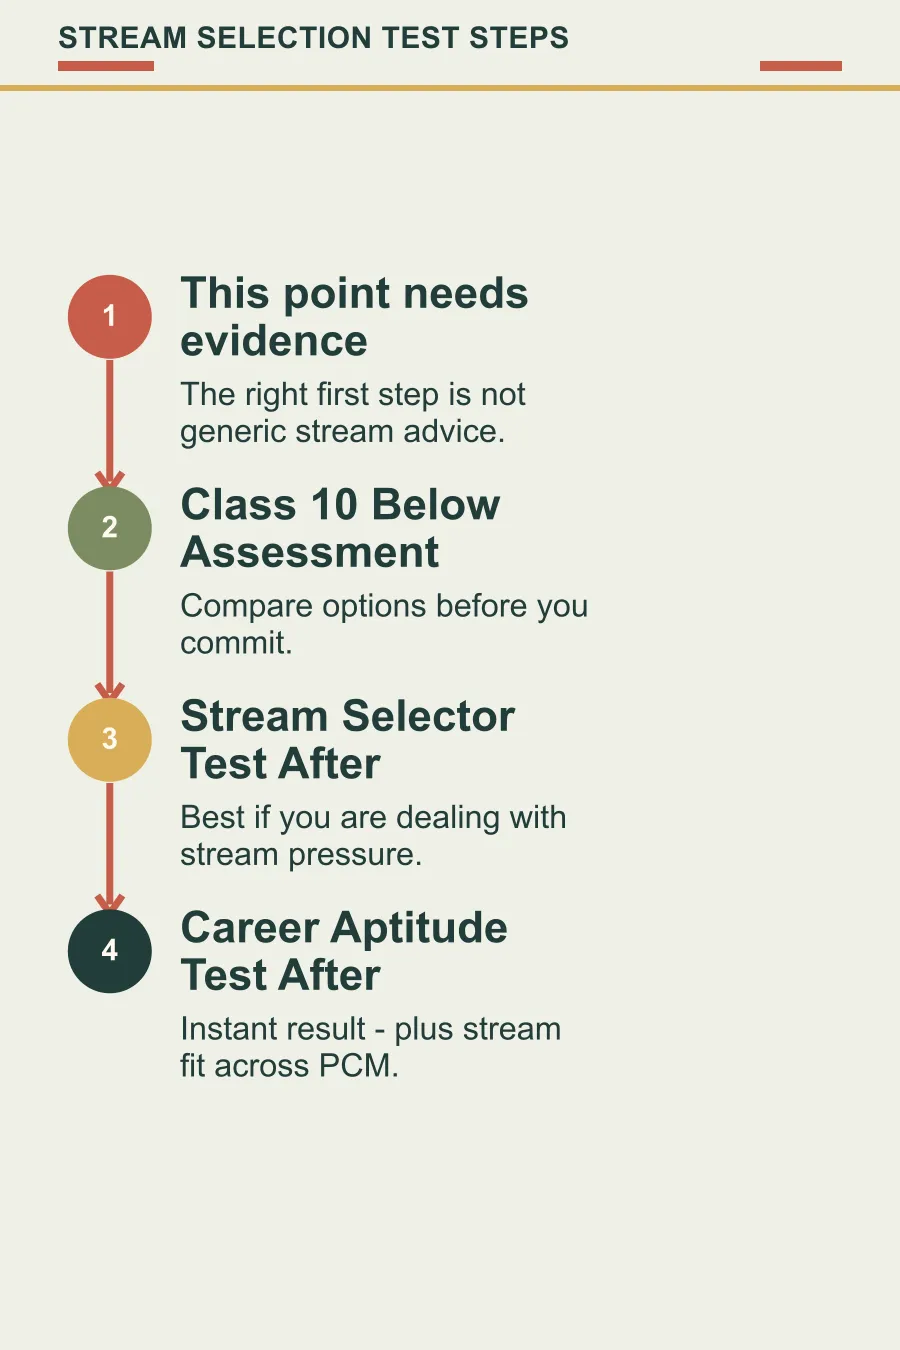 STREAM SELECTION TEST STEPS
1
This point needs
evidence
The right first step is not
generic stream advice.
2
Class 10 Below
Assessment
Compare options before you
commit.
3
Stream Selector
Test After
Best if you are dealing with
stream pressure.
4
Career Aptitude
Test After
Instant result - plus stream
fit across PCM.